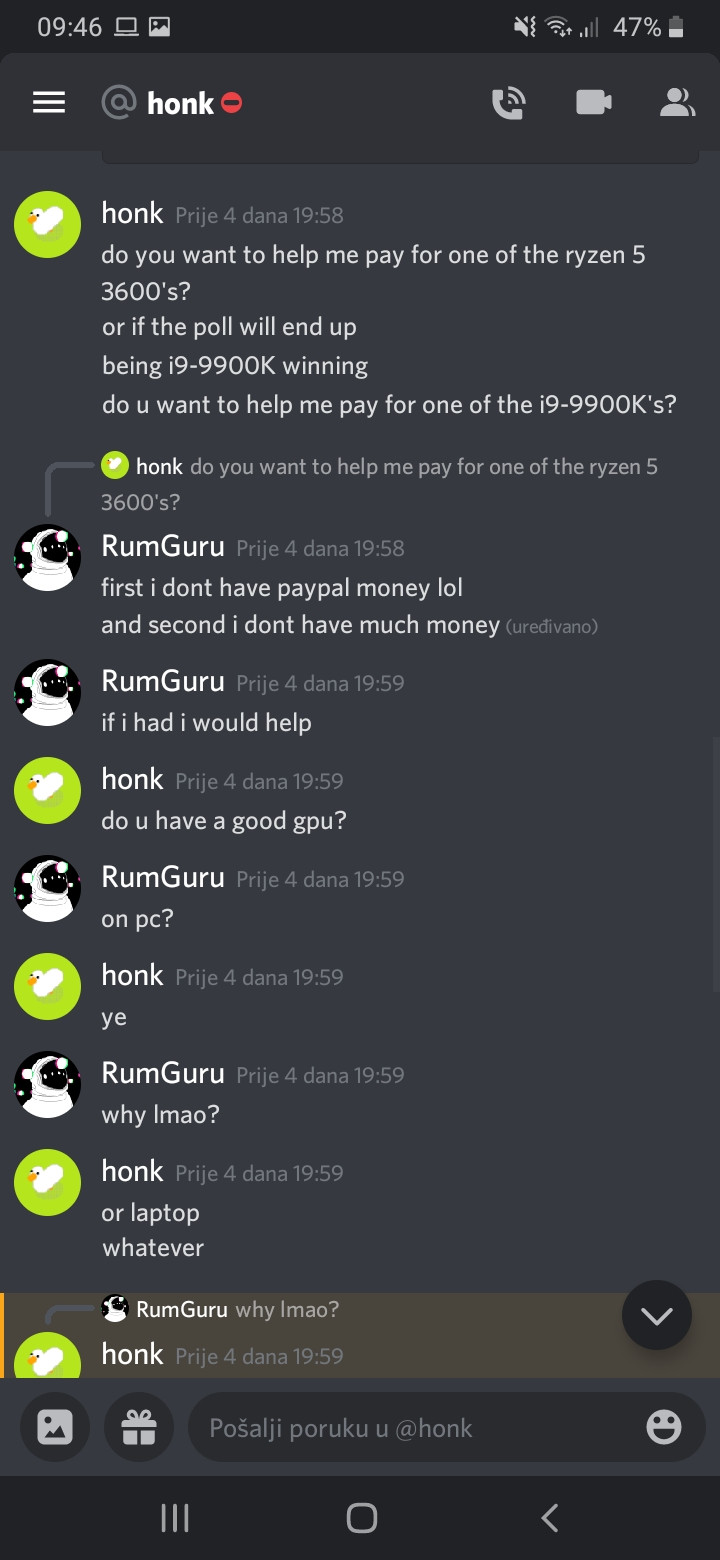 09:46 47%
@ honk
honk Prije 4 dana 19:58
do you want to help me pay for one of the ryzen 5
3600's?
or if the poll will end up
being i9-9900K winning
do u want to help me pay for one of the i9-9900K's?
honk do you want to help me pay for one of the ryzen 5
3600's?
RumGuru Prije 4 dana 19:58
first i dont have paypal money lol
and second i dont have much money (uređivano)
RumGuru Prije 4 dana 19:59
if i had i would help
honk Prije 4 dana 19:59
do u have a good gpu?
RumGuru Prije 4 dana 19:59
on pc?
honk Prije 4 dana 19:59
ye
RumGuru Prije 4 dana 19:59
why lmao?
honk Prije 4 dana 19:59
or laptop
whatever
RumGuru why lmao?
honk Prije 4 dana 19:59
Pošalji poruku u @honk